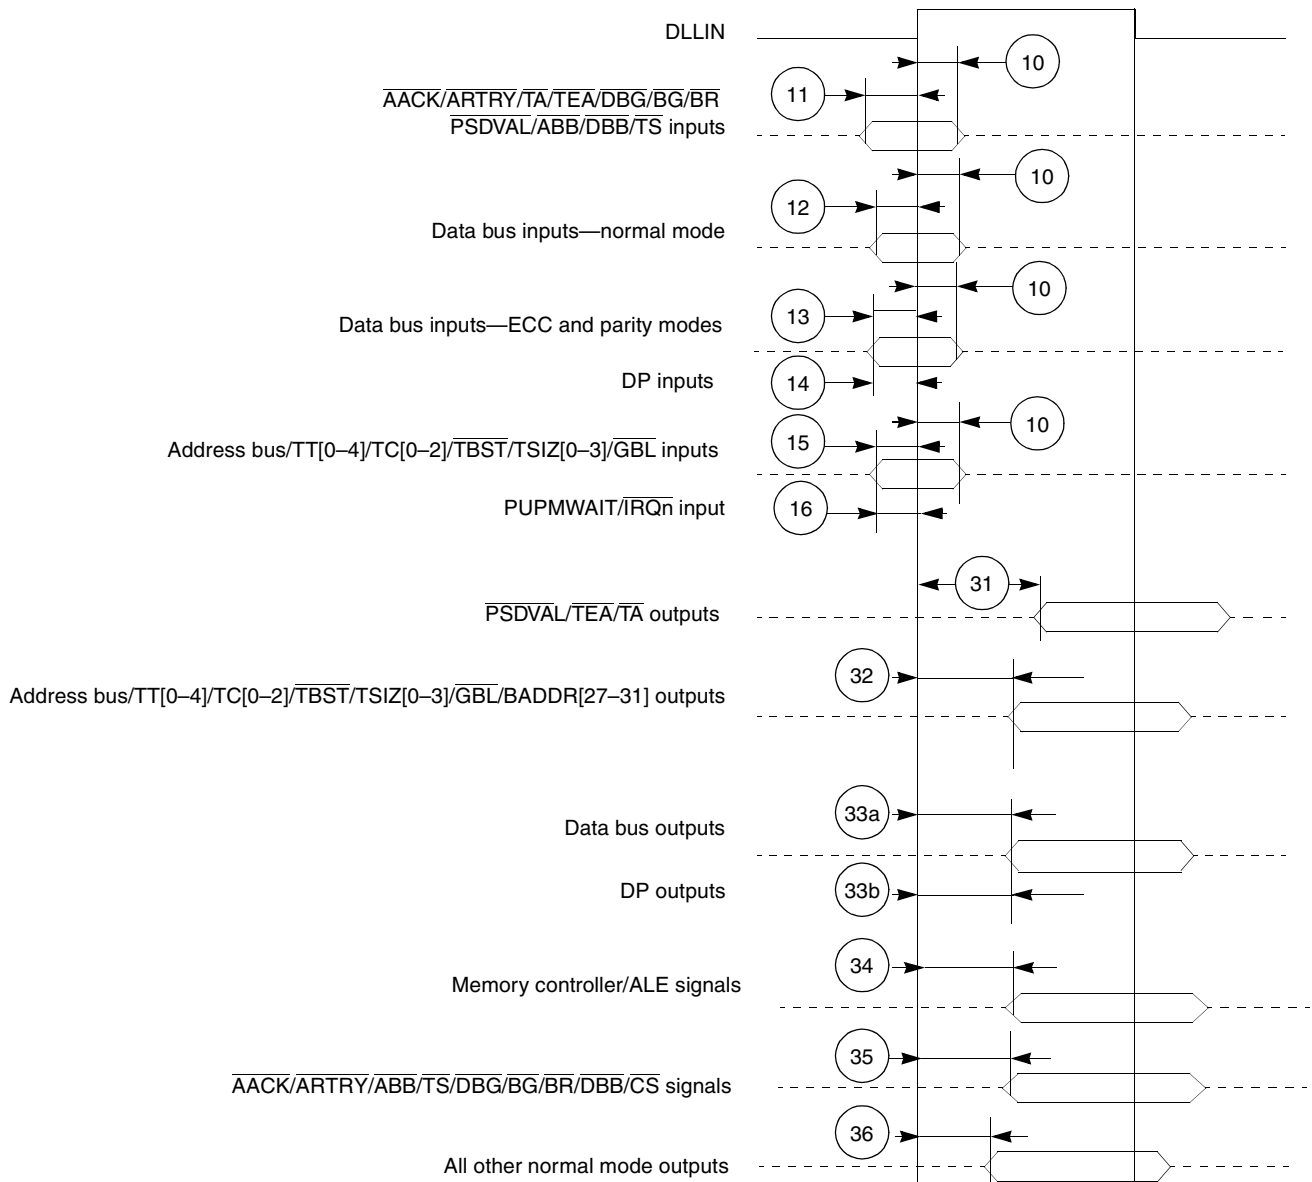 DLLIN
10
AACK/ARTRY/TA/TEA/DBG/BG/BR
11
PSDVAL/ABB/DBB/TS inputs
10
12
Data bus inputs—normal mode
10
13
Data bus inputs—ECC and parity modes
DP inputs
14
10
Address bus/TT[0–4]/TC[0–2]/TBST/TSIZ[0–3]/GBL inputs
15
PUPMWAIT/IRQn input
16
31
PSDVAL/TEA/TA outputs
32
Address bus/TT[0–4]/TC[0–2]/TBST/TSIZ[0–3]/GBL/BADDR[27–31] outputs
33a
Data bus outputs
DP outputs
33b
34
Memory controller/ALE signals
35
AACK/ARTRY/ABB/TS/DBG/BG/BR/DBB/CS signals
36
All other normal mode outputs